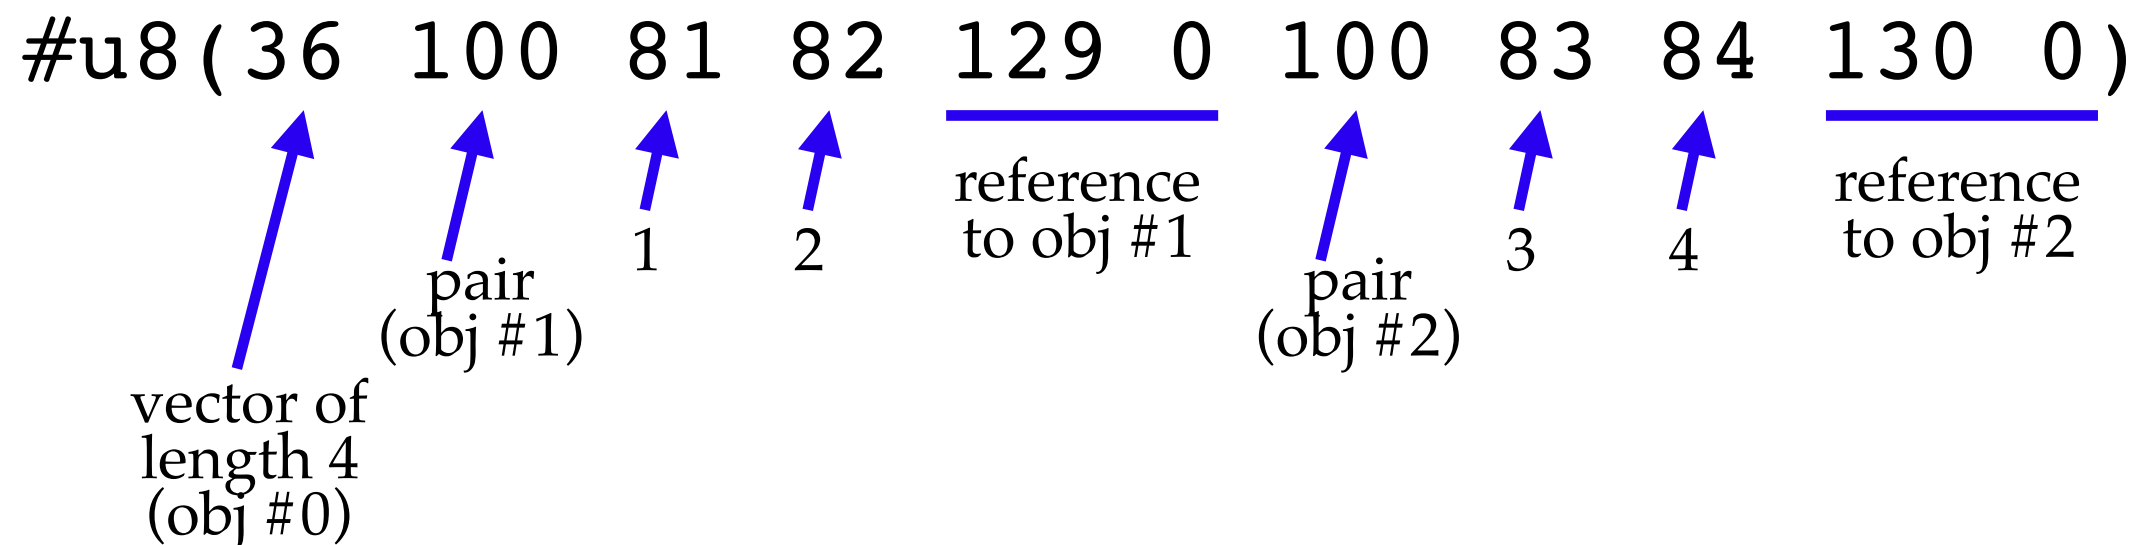 #u8(36 100 81 82 129 0 100 83 84 130 0)
reference
to obj #1
reference
to obj #2
1
2
3
4
pair
(obj #1)
pair
(obj #2)
vector of
length 4
(obj #0)